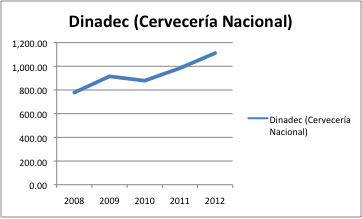 Dinadec (Cervecería Nacional)
1,200.00
1,000.00
800.00
600.00
400.00
200.00
0.00
2008 2009 2010 2011 2012
Dinadec (Cervecería
Nacional)